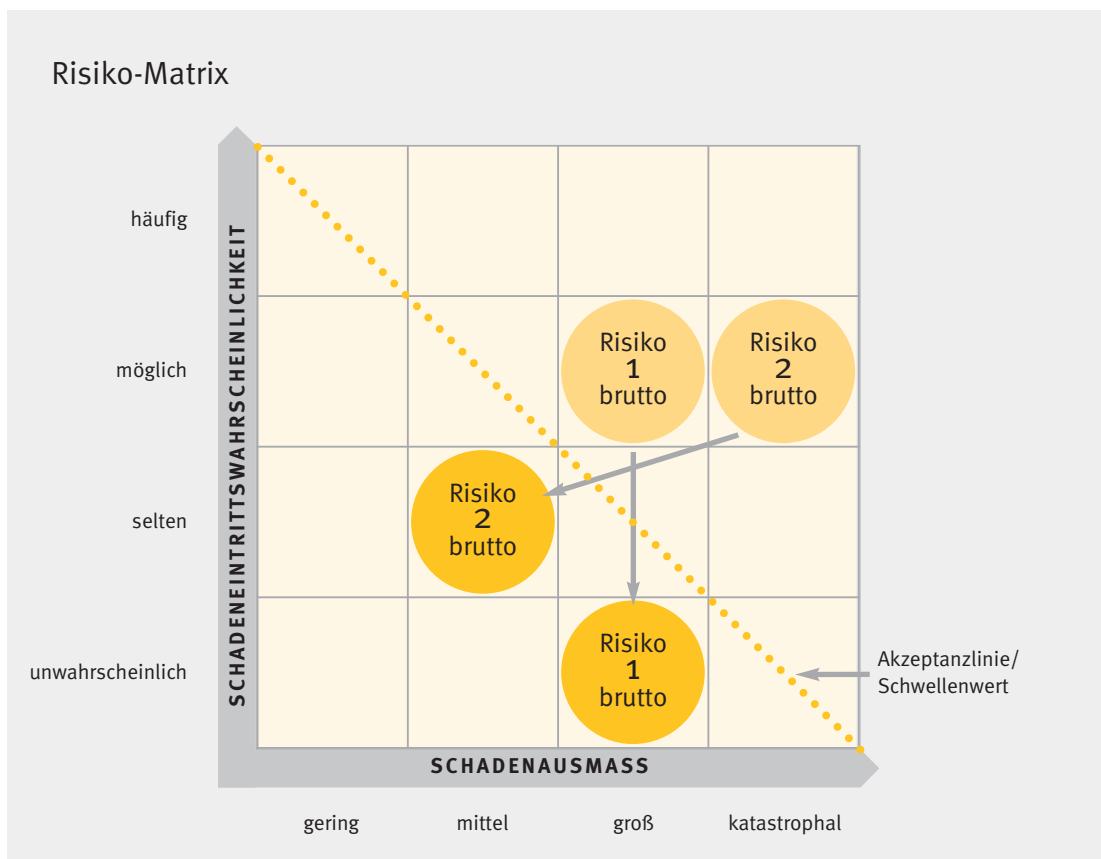 Risiko-Matrix
SCHADENEINTRITTSWAHRSCHEINLICHKEIT
häufig
möglich
selten
unwahrscheinlich
Risiko
1
brutto
Risiko
2
brutto
Risiko
2
brutto
Risiko
1
brutto
Akzeptanzlinie/
Schwellenwert
SCHADENAUSMASS
gering
mittel
groß
katastrophal